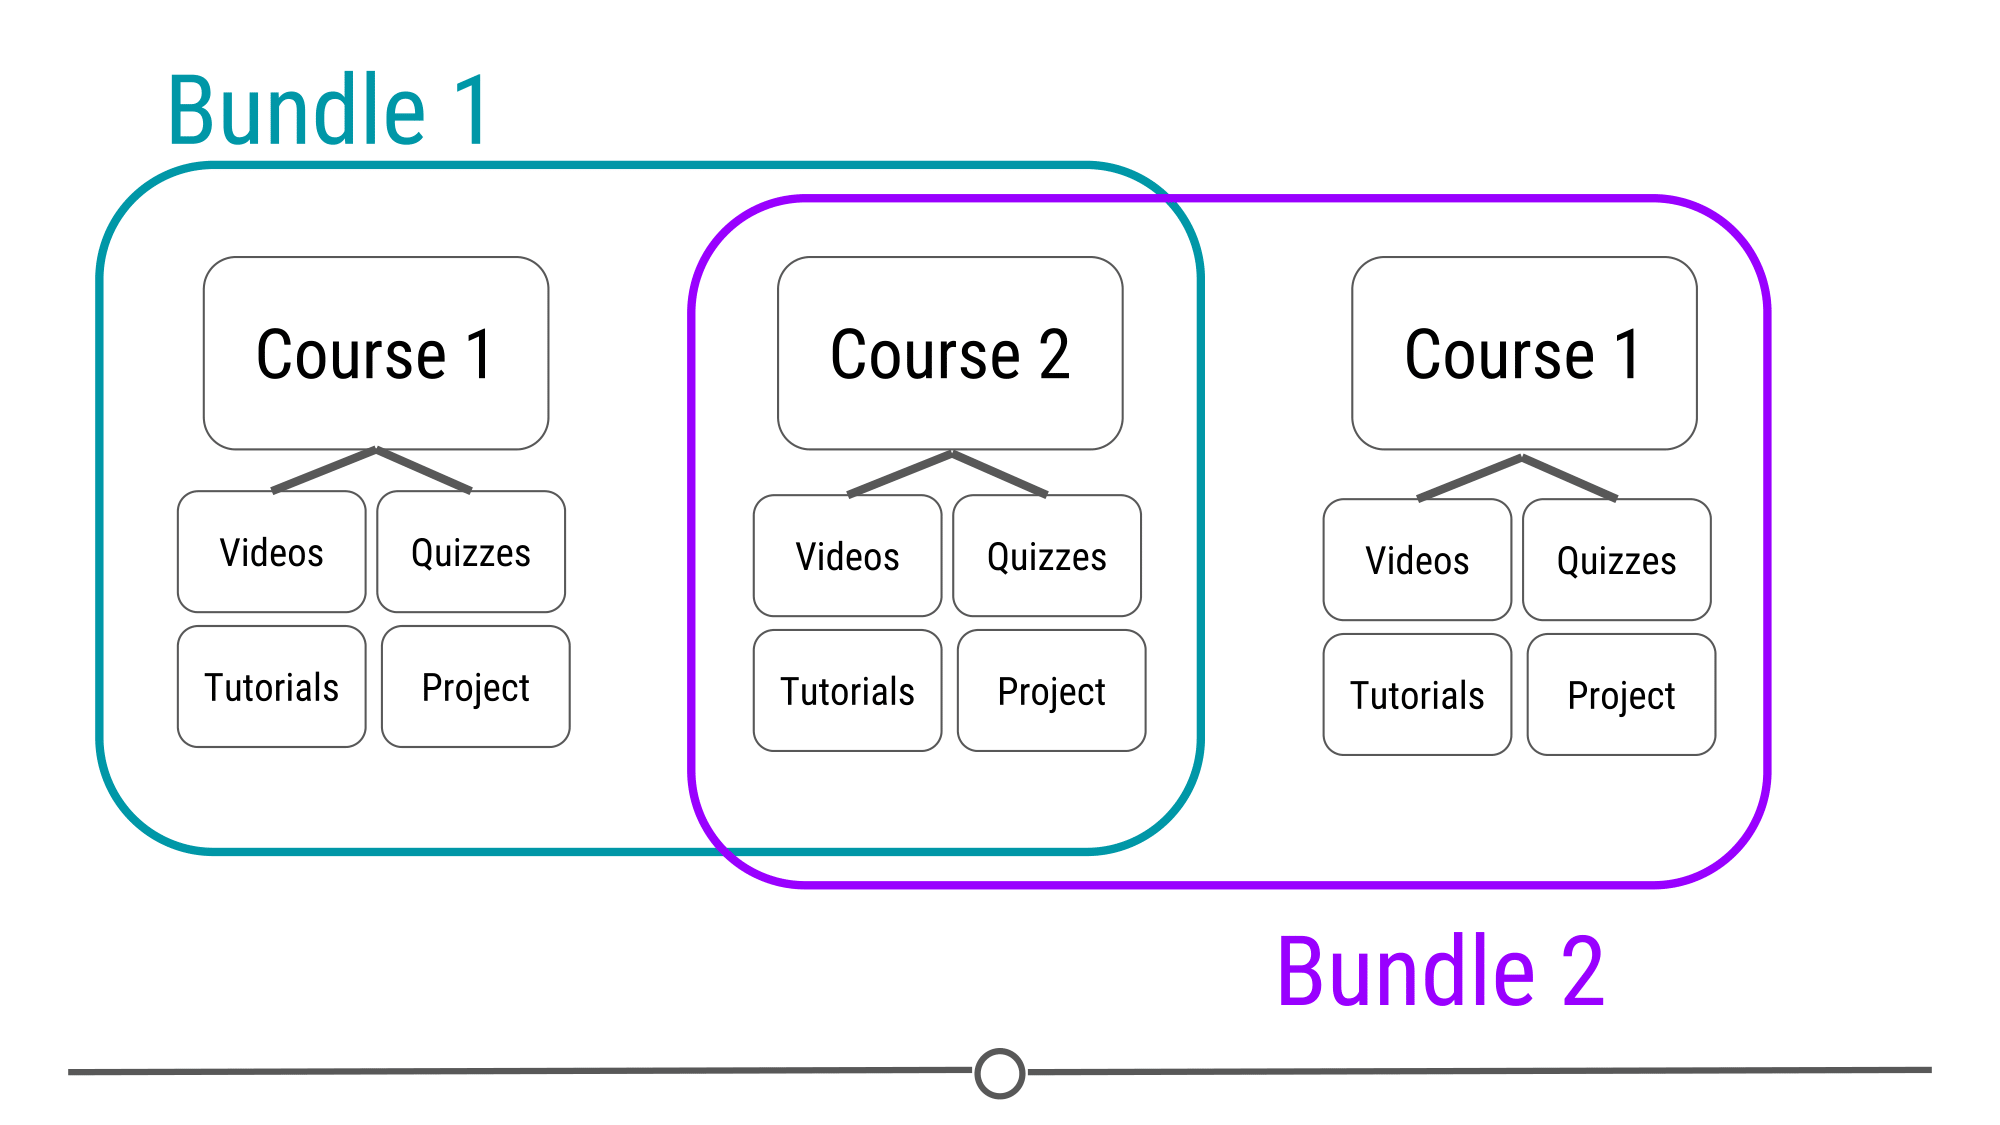 Bundle 1
Course 1
Videos
Quizzes
Tutorials
Project
Course 2
Videos
Quizzes
Tutorials
Project
Course 1
Videos
Quizzes
Tutorials
Project
Bundle 2